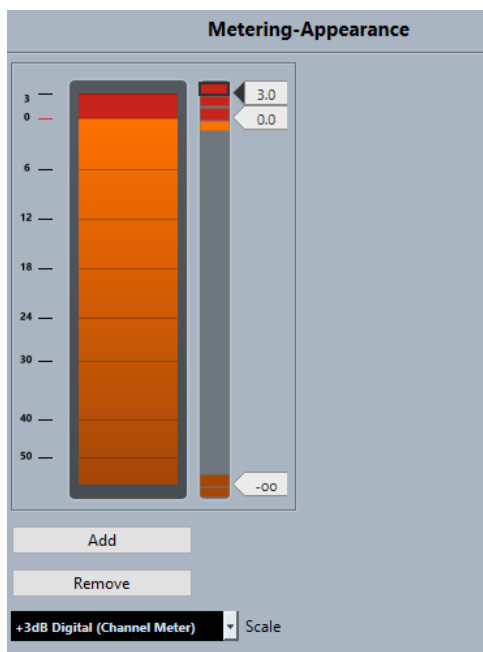 Metering-Appearance
3
0
6
12
18
24
30
40
50
3.0
0.0
-oo
Add
Remove
+3dB Digital (Channel Meter)
Scale